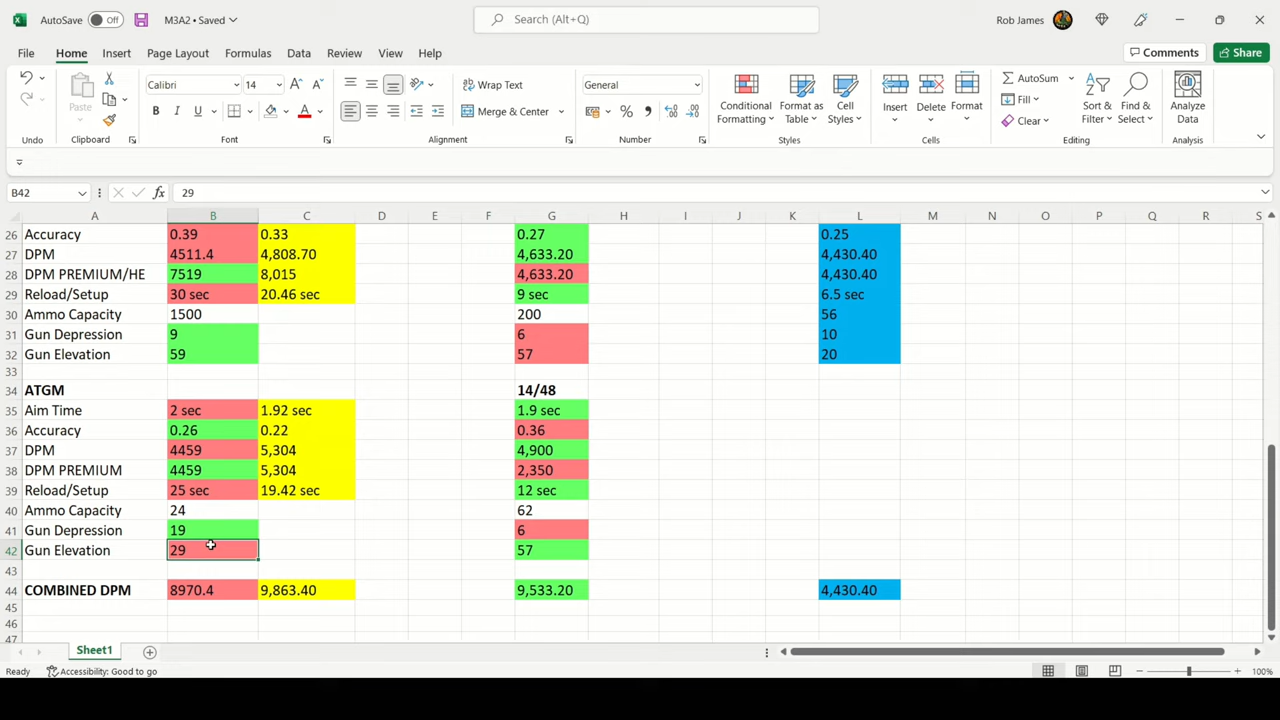 AutoSave Off M3A2 • Saved Search (Alt+Q) Rob James
File Home Insert Page Layout Formulas Data Review View Help Comments Share
Undo
Paste
Clipboard
Calibri 14
B I U A
Font
Wrap Text
Merge & Center
Alignment
General
% 9
Number
Conditional Formatting
Format as Table
Cell Styles
Styles
Insert Delete Format
Cells
AutoSum
Fill
Clear
Sort & Filter
Find & Select
Editing
Analyze Data
Analysis
B42 fx 29
A B C D E F G H I J K L M N O P Q R S
26 Accuracy 0.39 0.33 0.27 0.25
27 DPM 4511.4 4,808.70 4,633.20 4,430.40
28 DPM PREMIUM/HE 7519 8,015 4,633.20 4,430.40
29 Reload/Setup 30 sec 20.46 sec 9 sec 6.5 sec
30 Ammo Capacity 1500 200 56
31 Gun Depression 9 6 10
32 Gun Elevation 59 57 20
33
34 ATGM 14/48
35 Aim Time 2 sec 1.92 sec 1.9 sec
36 Accuracy 0.26 0.22 0.36
37 DPM 4459 5,304 4,900
38 DPM PREMIUM 4459 5,304 2,350
39 Reload/Setup 25 sec 19.42 sec 12 sec
40 Ammo Capacity 24 62
41 Gun Depression 19 6
42 Gun Elevation 29 57
43
44 COMBINED DPM 8970.4 9,863.40 9,533.20 4,430.40
45
46
47
Sheet1
Ready Accessibility: Good to go 100%